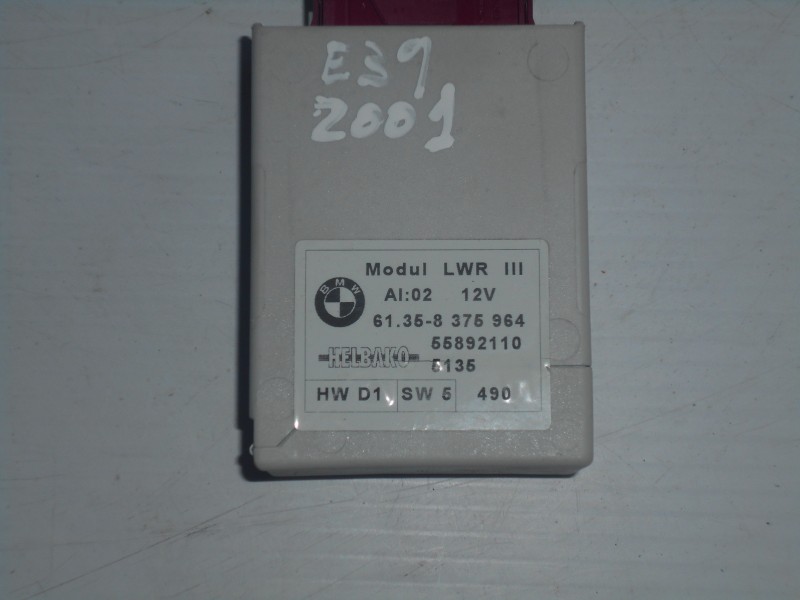 E39
2001
Modul LWR III
BMW
AI:02 12V
61.35-8 375 964
55892110
HELBAKO
5135
HW D1 SW 5 490